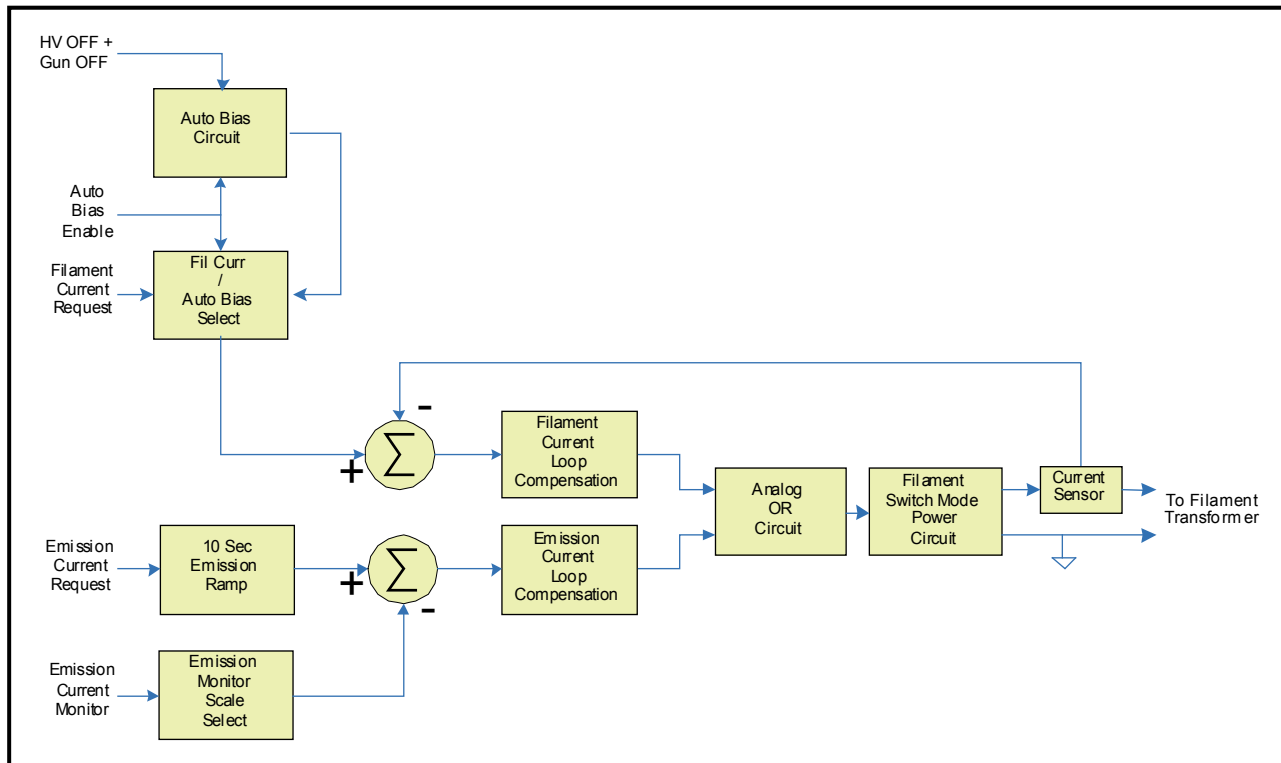 HV OFF +
Gun OFF
Auto Bias
Circuit
Auto
Bias
Enable
Filament
Current
Request
Fil Curr
/
Auto Bias
Select
-
+
Σ
Filament
Current
Loop
Compensation
Analog
OR
Circuit
Filament
Switch Mode
Power
Circuit
Current
Sensor
To Filament
Transformer
Emission
Current
Request
10 Sec
Emission
Ramp
+
Σ
-
Emission
Current
Loop
Compensation
Emission
Current
Monitor
Emission
Monitor
Scale
Select